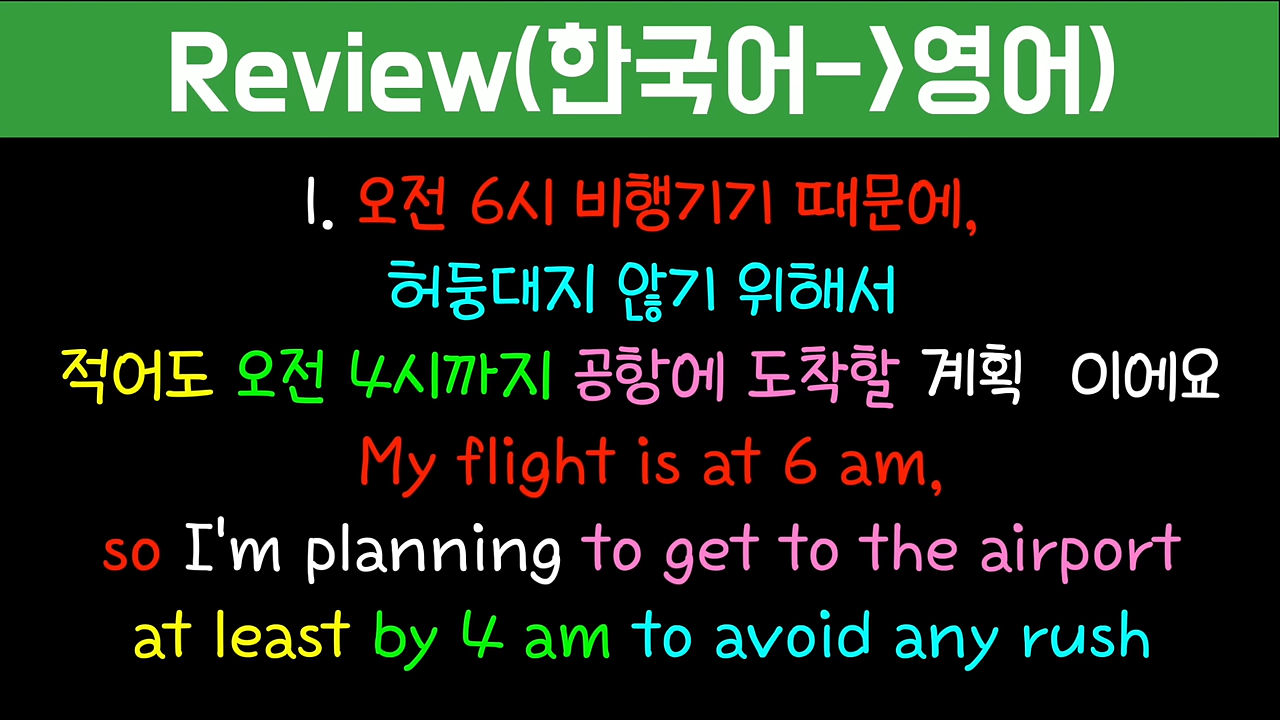 Review(한국어->영어)
1. 오전 6시 비행기기 때문에,
허둥대지 않기 위해서
적어도 오전 4시까지 공항에 도착할 계획 이에요
My flight is at 6 am,
so I'm planning to get to the airport
at least by 4 am to avoid any rush